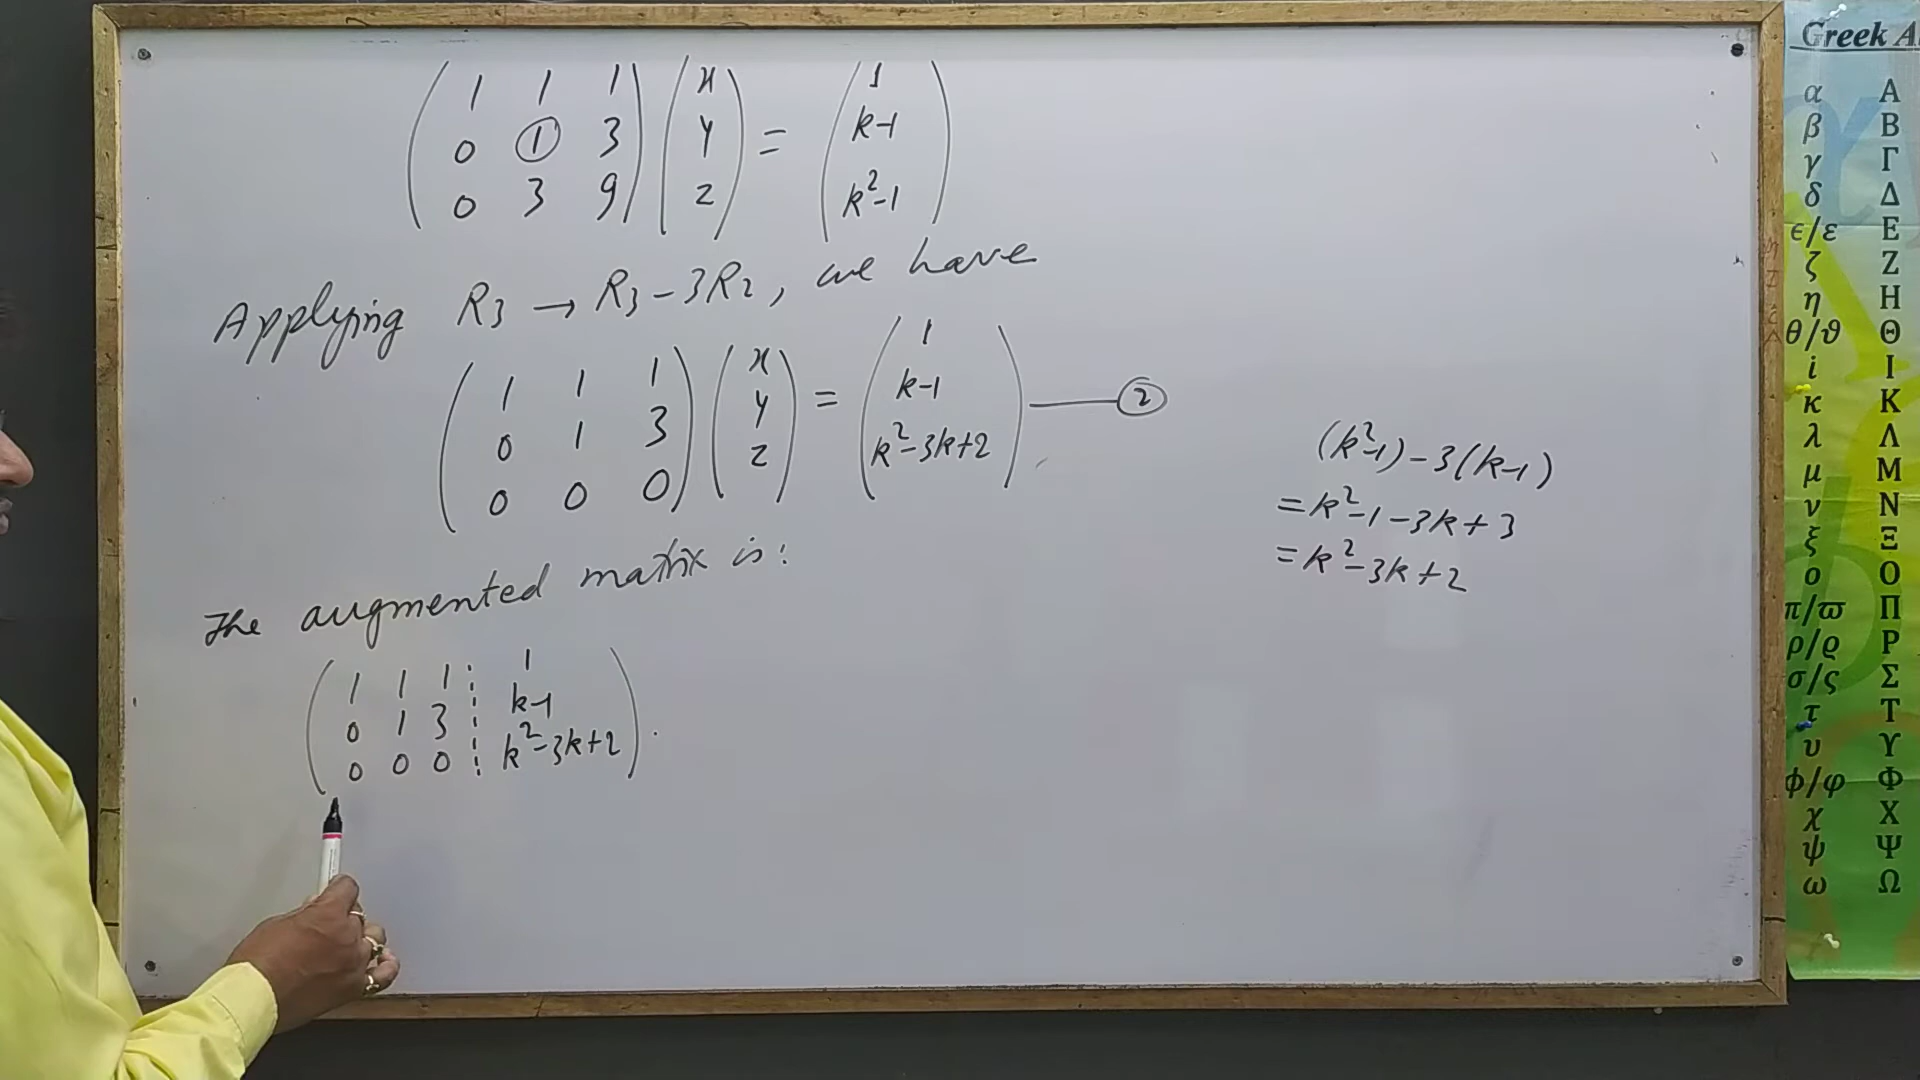 1 1 1 x 1
0 1 3 y = k-1
0 3 9 z k²-1
Applying R3 → R3-3R2, we have
1 1 1 x 1
0 1 3 y = k-1 2
0 0 0 z k²-3k+2
(k²-1)-3(k-1)
=k²-1-3k+3
=k²-3k+2
The augmented matrix is:
1 1 1 ⋮ 1
0 1 3 ⋮ k-1
0 0 0 ⋮ k²-3k+2
Greek A
α Α
β Β
γ Γ
δ Δ
ϵ/ε Ε
ζ Ζ
η Η
θ/ϑ Θ
i Ι
κ Κ
λ Λ
μ Μ
ν Ν
ξ Ξ
ο Ο
π/ϖ Π
ρ/ϱ Ρ
σ/ς Σ
τ Τ
υ Υ
ϕ/φ Φ
χ Χ
ψ Ψ
ω Ω